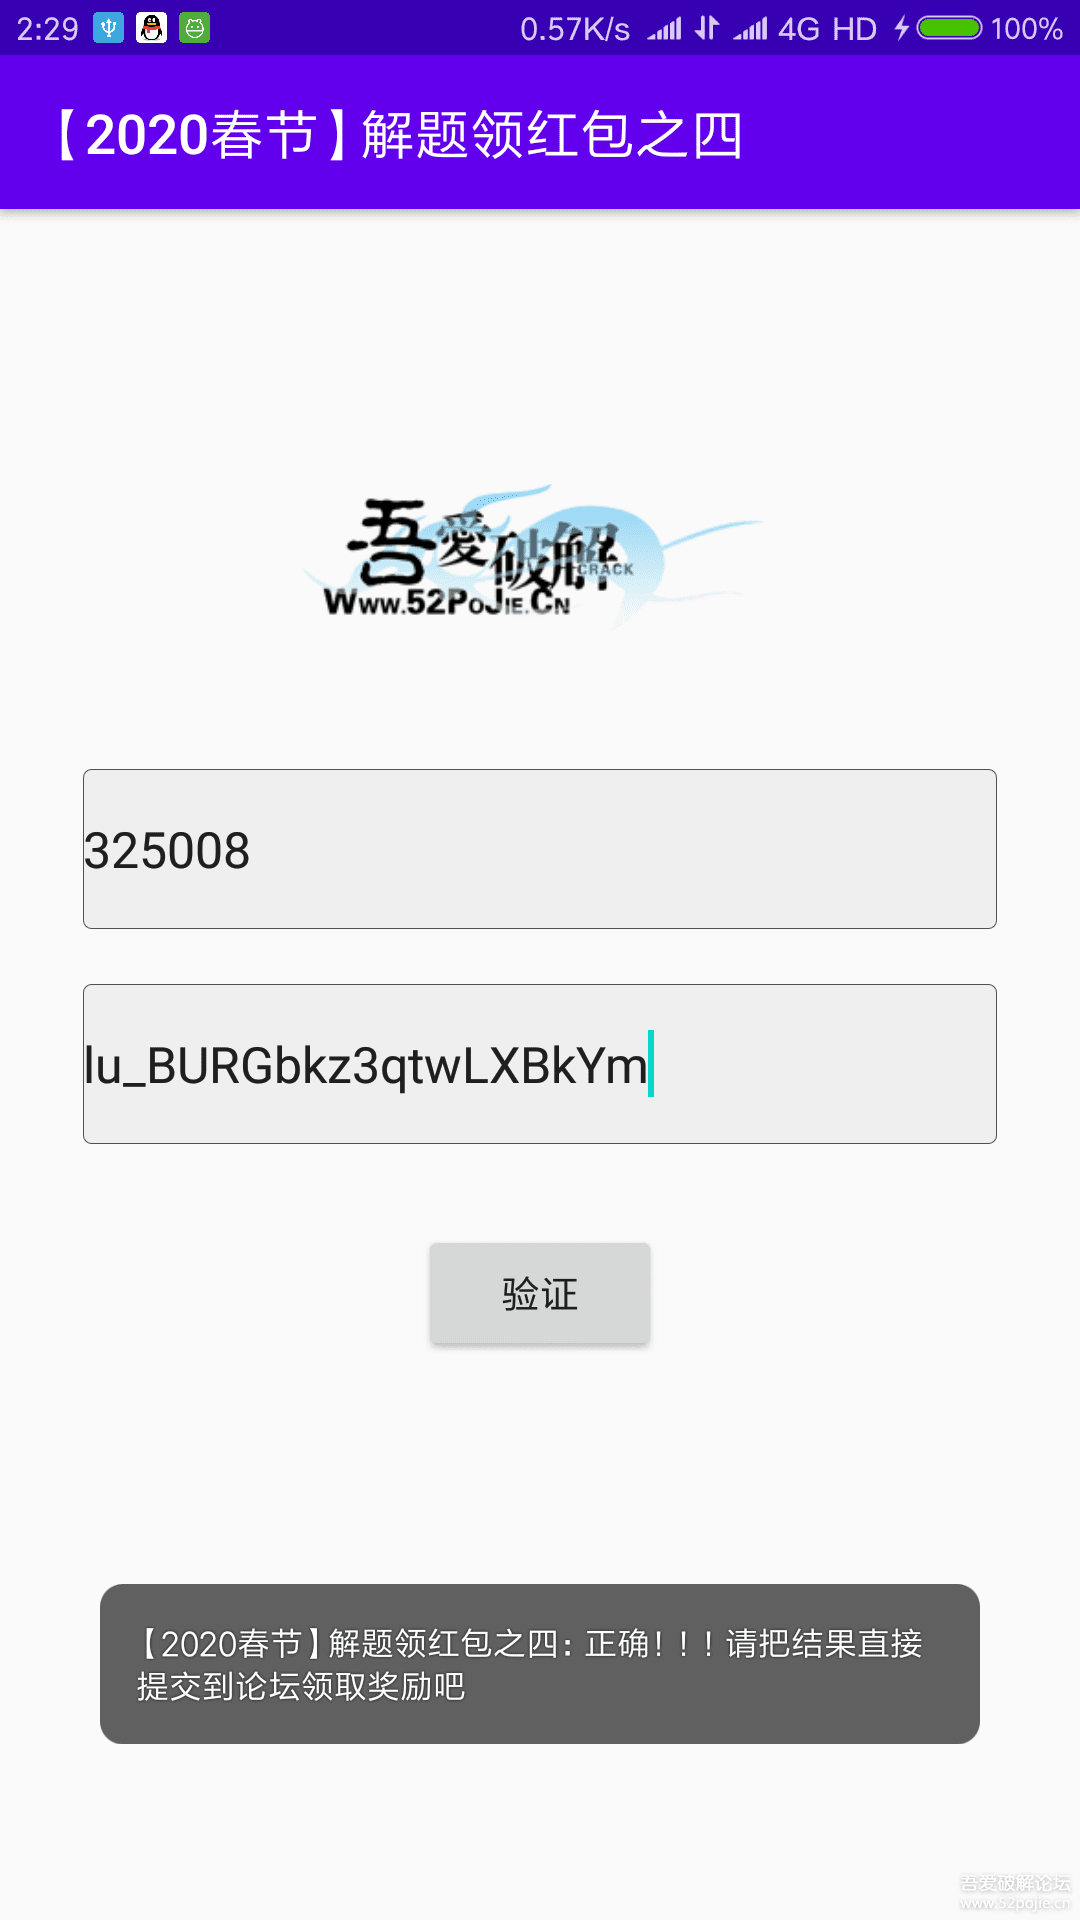 2:29 0.57K/s 4G HD 100%
【2020春节】解题领红包之四
吾愛破解
CRACK
Www.52PoJie.Cn
325008
lu_BURGbkz3qtwLXBkYm
验证
【2020春节】解题领红包之四：正确！！！请把结果直接
提交到论坛领取奖励吧
吾爱破解论坛
www.52pojie.cn